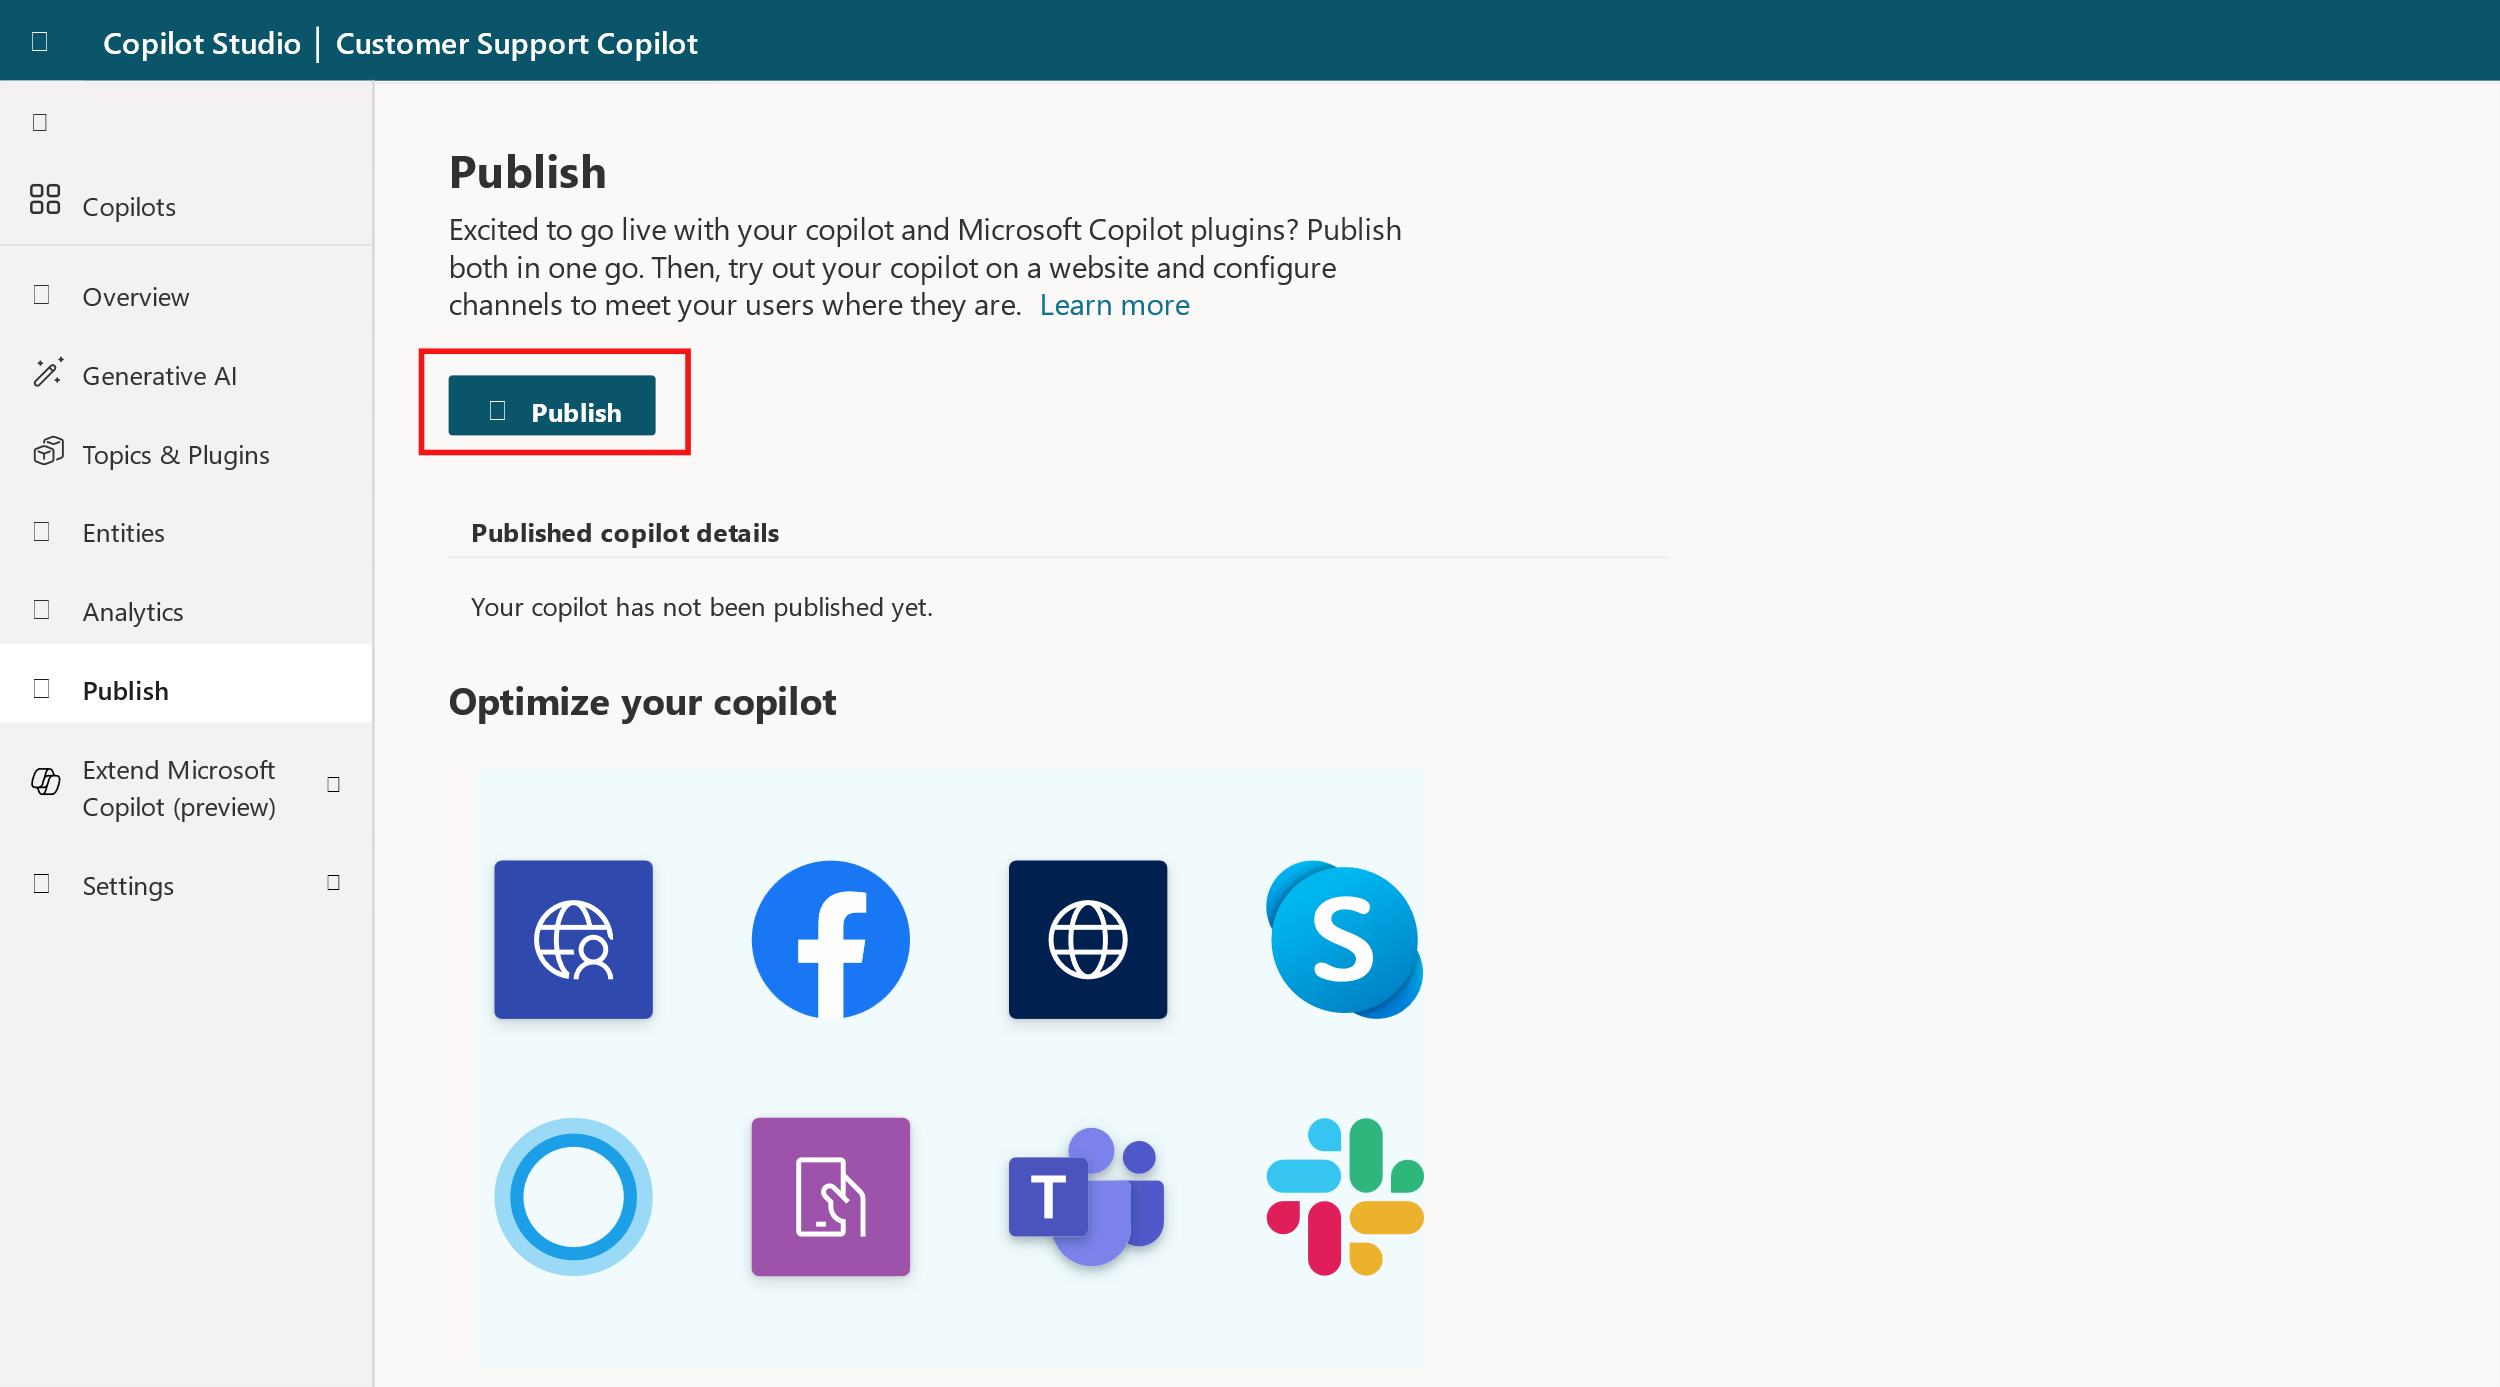 Copilot Studio | Customer Support Copilot
Copilots
Overview
Generative AI
Topics & Plugins
Entities
Analytics
Publish
Extend Microsoft
Copilot (preview)
Settings
Publish
Excited to go live with your copilot and Microsoft Copilot plugins? Publish
both in one go. Then, try out your copilot on a website and configure
channels to meet your users where they are. Learn more
Publish
Published copilot details
Your copilot has not been published yet.
Optimize your copilot
S
T